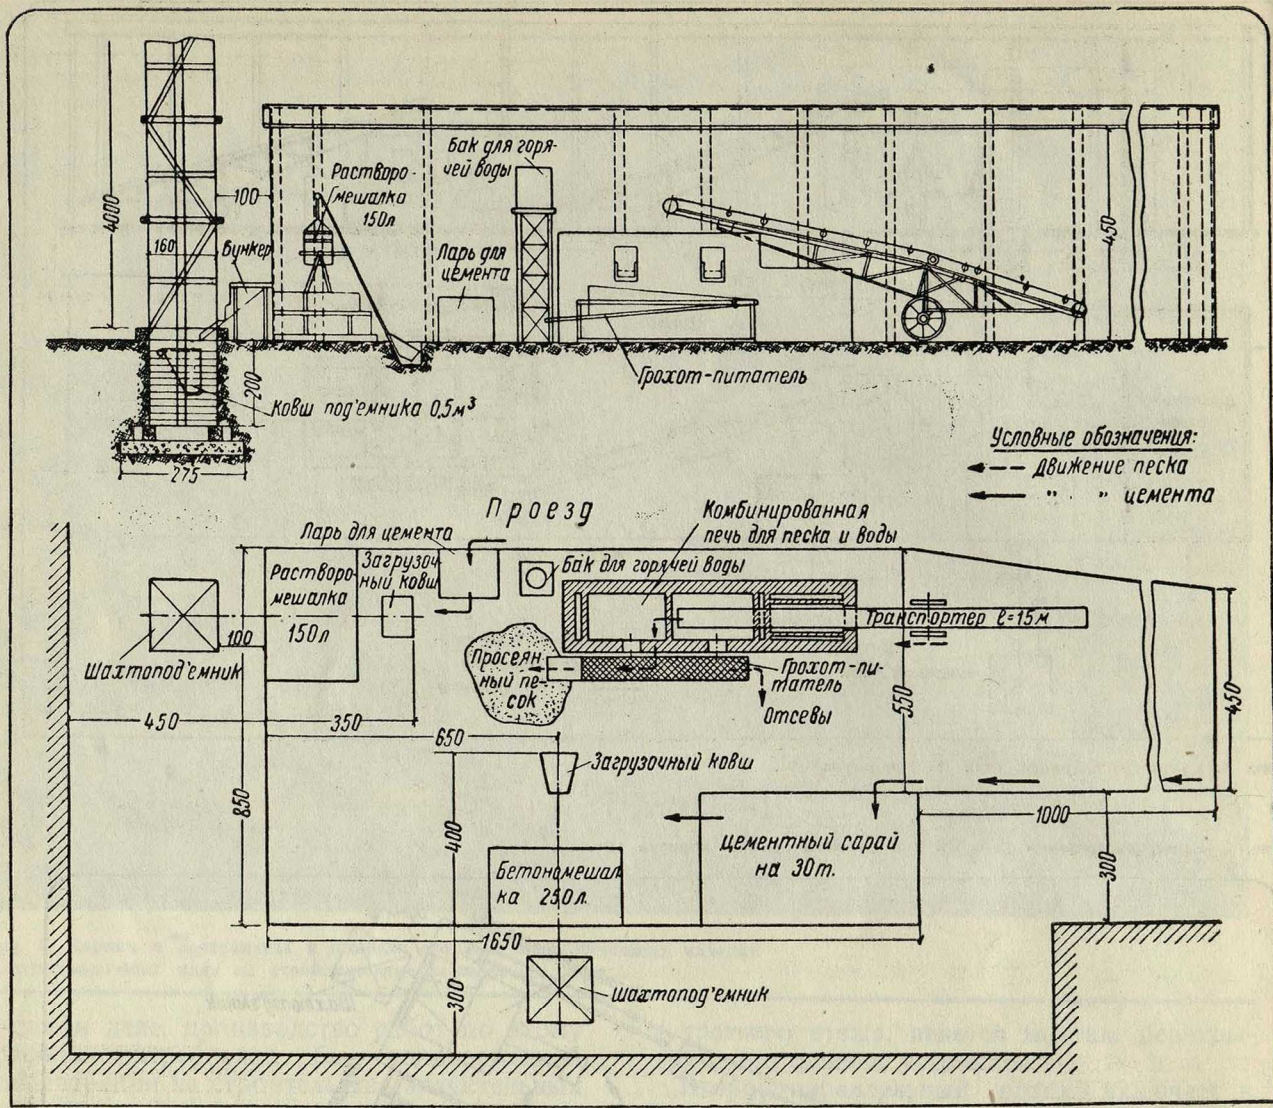 4000
100
160
Бункер
Растворо-
мешалка
150л
Бак для горя-
чей воды
Ларь для
цемента
450
Грохот-питатель
200
Ковш под'емника 0,5м³
275
Условные обозначения:
Движение песка
" " цемента
Проезд
Ларь для цемента
Загрузоч-
ный ковш
Растворо-
мешалка
150л
Бак для горячей воды
Комбинированная
печь для песка и воды
Транспортер ℓ=15м
100
Шахтопод'емник
Просеян-
ный пе-
сок
Грохот-пи-
татель
Отсевы
550
450
450
350
650
Загрузочный ковш
850
400
1000
Цементный сарай
на 30т.
300
Бетономешал-
ка 250л.
1650
300
Шахтопод'емник